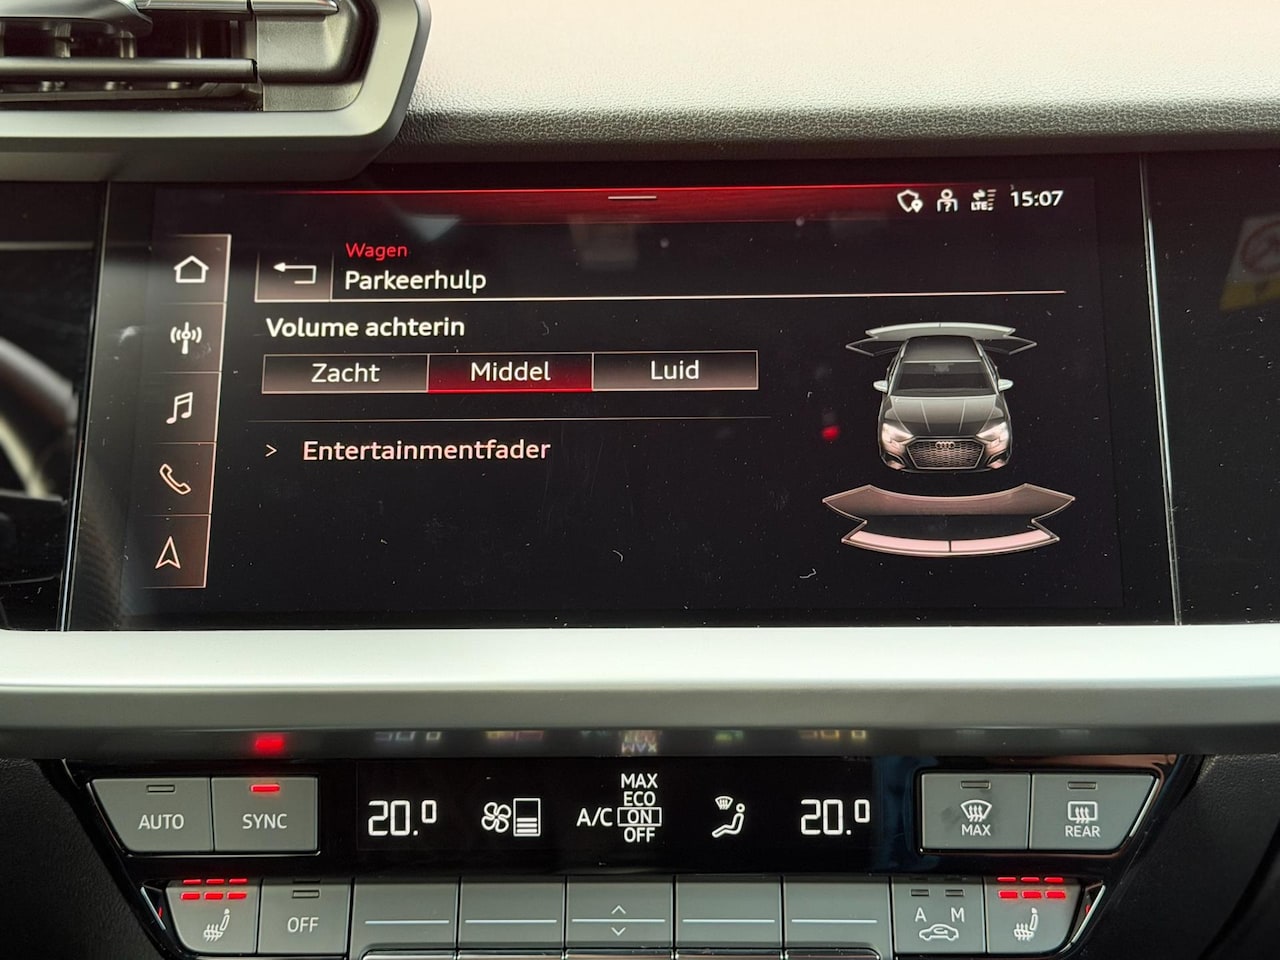 LTE
15:07
Wagen
Parkeerhulp
Volume achterin
Zacht Middel Luid
> Entertainmentfader
AUTO SYNC
20.0
A/C
MAX
ECO
ON
OFF
20.0
MAX
REAR
OFF
A M